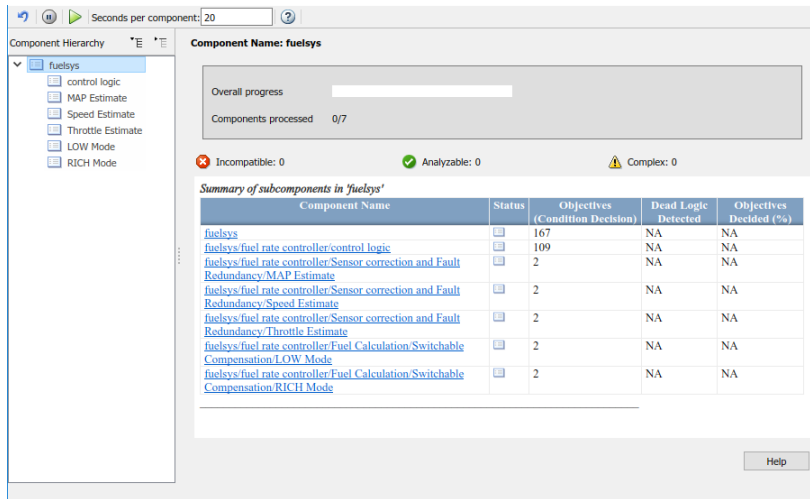 Seconds per component: 20
Component Hierarchy
fuelsys
control logic
MAP Estimate
Speed Estimate
Throttle Estimate
LOW Mode
RICH Mode
Component Name: fuelsys
Overall progress
Components processed 0/7
Incompatible: 0 Analyzable: 0 Complex: 0
Summary of subcomponents in 'fuelsys'
Component Name Status Objectives (Condition Decision) Dead Logic Detected Objectives Decided (%)
fuelsys 167 NA NA
fuelsys/fuel rate controller/control logic 109 NA NA
fuelsys/fuel rate controller/Sensor correction and Fault 2 NA NA
Redundancy/MAP Estimate
fuelsys/fuel rate controller/Sensor correction and Fault 2 NA NA
Redundancy/Speed Estimate
fuelsys/fuel rate controller/Sensor correction and Fault 2 NA NA
Redundancy/Throttle Estimate
fuelsys/fuel rate controller/Fuel Calculation/Switchable 2 NA NA
Compensation/LOW Mode
fuelsys/fuel rate controller/Fuel Calculation/Switchable 2 NA NA
Compensation/RICH Mode
Help